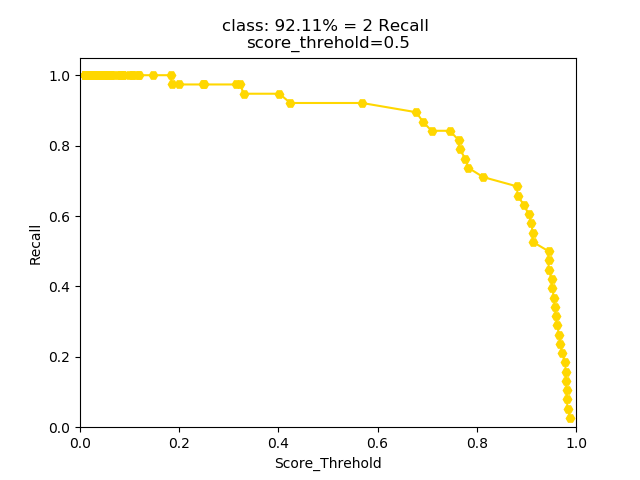 class: 92.11% = 2 Recall
score_threhold=0.5
1.0
0.8
0.6
0.4
0.2
0.0
Recall
0.0 0.2 0.4 0.6 0.8 1.0
Score_Threhold